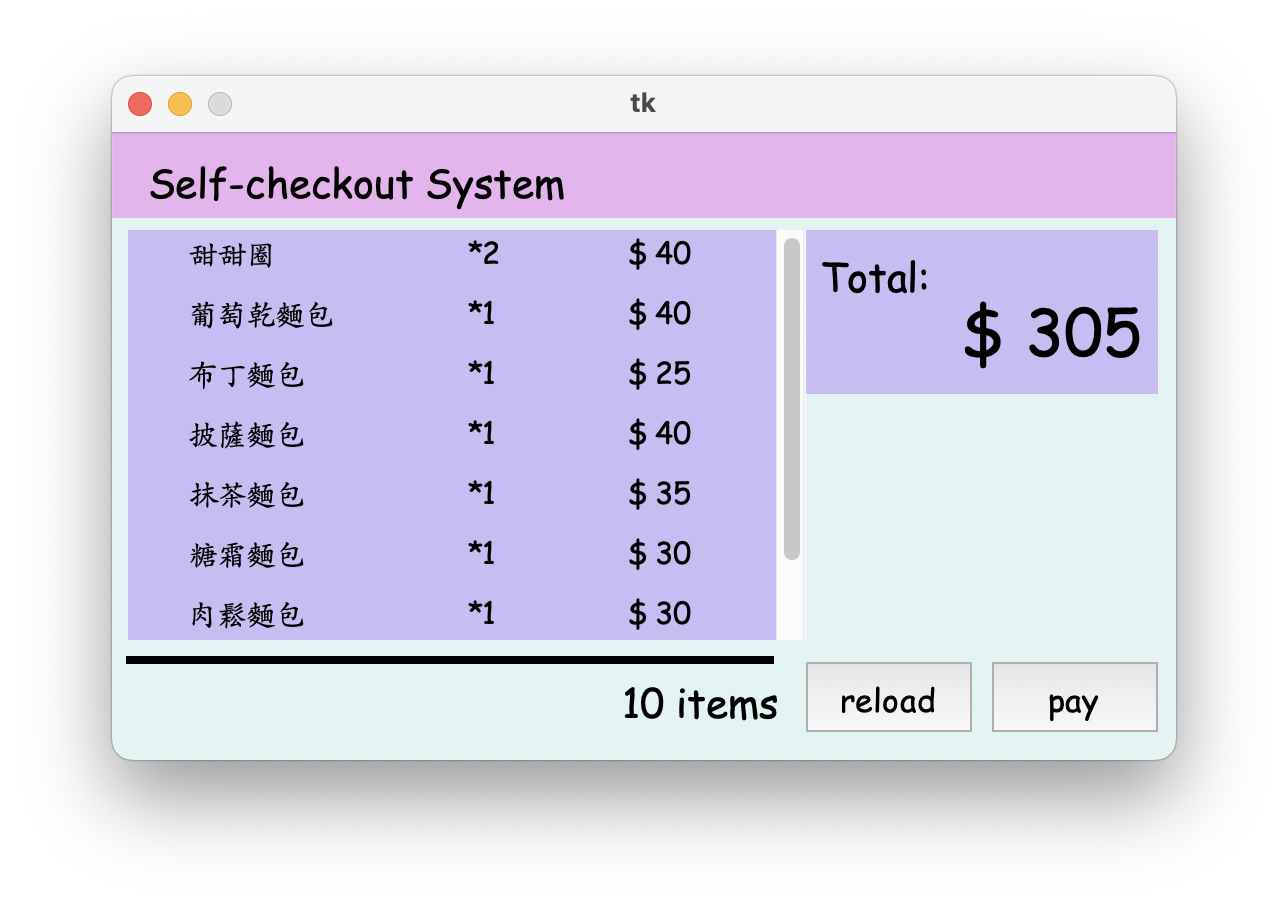 tk
Self-checkout System
甜甜圈 *2 $ 40
葡萄乾麵包 *1 $ 40
布丁麵包 *1 $ 25
披薩麵包 *1 $ 40
抹茶麵包 *1 $ 35
糖霜麵包 *1 $ 30
肉鬆麵包 *1 $ 30
Total:
$ 305
10 items
reload
pay